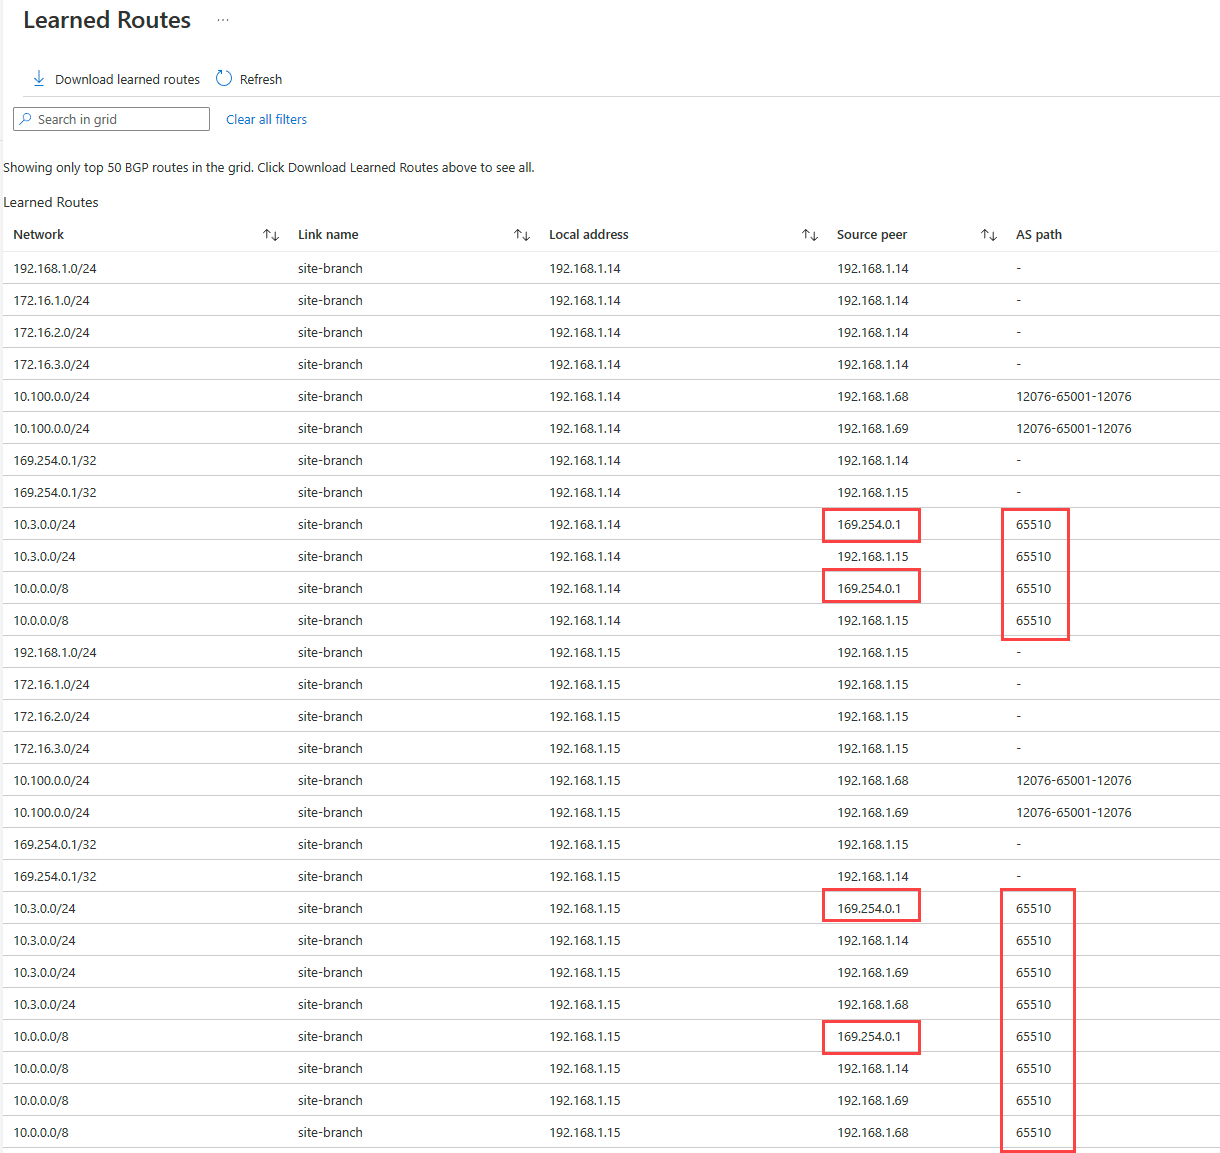 Learned Routes ...
Download learned routes Refresh
Search in grid Clear all filters
Showing only top 50 BGP routes in the grid. Click Download Learned Routes above to see all.
Learned Routes
Network Link name Local address Source peer AS path
192.168.1.0/24 site-branch 192.168.1.14 192.168.1.14 -
172.16.1.0/24 site-branch 192.168.1.14 192.168.1.14 -
172.16.2.0/24 site-branch 192.168.1.14 192.168.1.14 -
172.16.3.0/24 site-branch 192.168.1.14 192.168.1.14 -
10.100.0.0/24 site-branch 192.168.1.14 192.168.1.68 12076-65001-12076
10.100.0.0/24 site-branch 192.168.1.14 192.168.1.69 12076-65001-12076
169.254.0.1/32 site-branch 192.168.1.14 192.168.1.14 -
169.254.0.1/32 site-branch 192.168.1.14 192.168.1.15 -
10.3.0.0/24 site-branch 192.168.1.14 169.254.0.1 65510
10.3.0.0/24 site-branch 192.168.1.14 192.168.1.15 65510
10.0.0.0/8 site-branch 192.168.1.14 169.254.0.1 65510
10.0.0.0/8 site-branch 192.168.1.14 192.168.1.15 65510
192.168.1.0/24 site-branch 192.168.1.15 192.168.1.15 -
172.16.1.0/24 site-branch 192.168.1.15 192.168.1.15 -
172.16.2.0/24 site-branch 192.168.1.15 192.168.1.15 -
172.16.3.0/24 site-branch 192.168.1.15 192.168.1.15 -
10.100.0.0/24 site-branch 192.168.1.15 192.168.1.68 12076-65001-12076
10.100.0.0/24 site-branch 192.168.1.15 192.168.1.69 12076-65001-12076
169.254.0.1/32 site-branch 192.168.1.15 192.168.1.15 -
169.254.0.1/32 site-branch 192.168.1.15 192.168.1.14 -
10.3.0.0/24 site-branch 192.168.1.15 169.254.0.1 65510
10.3.0.0/24 site-branch 192.168.1.15 192.168.1.14 65510
10.3.0.0/24 site-branch 192.168.1.15 192.168.1.69 65510
10.3.0.0/24 site-branch 192.168.1.15 192.168.1.68 65510
10.0.0.0/8 site-branch 192.168.1.15 169.254.0.1 65510
10.0.0.0/8 site-branch 192.168.1.15 192.168.1.14 65510
10.0.0.0/8 site-branch 192.168.1.15 192.168.1.69 65510
10.0.0.0/8 site-branch 192.168.1.15 192.168.1.68 65510